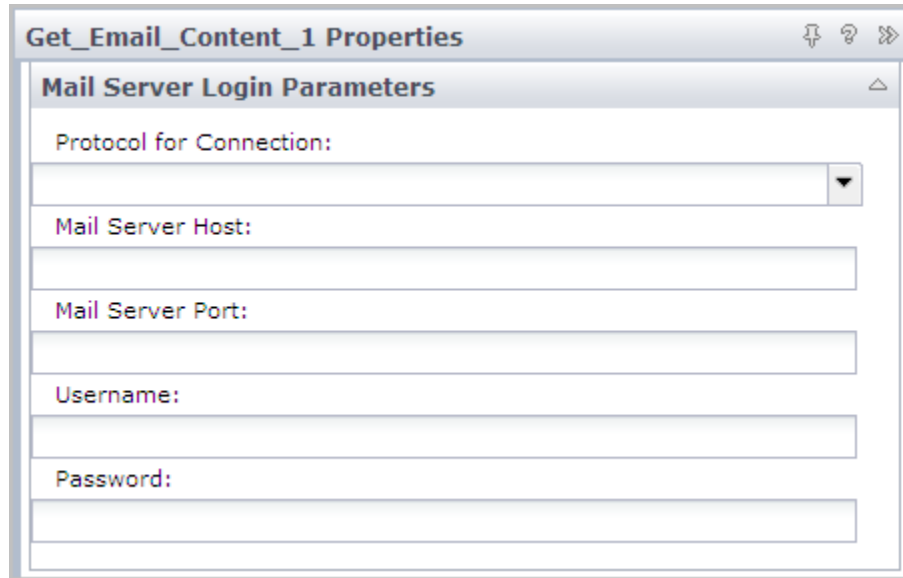 Get_Email_Content_1 Properties
Mail Server Login Parameters
Protocol for Connection:
Mail Server Host:
Mail Server Port:
Username:
Password: